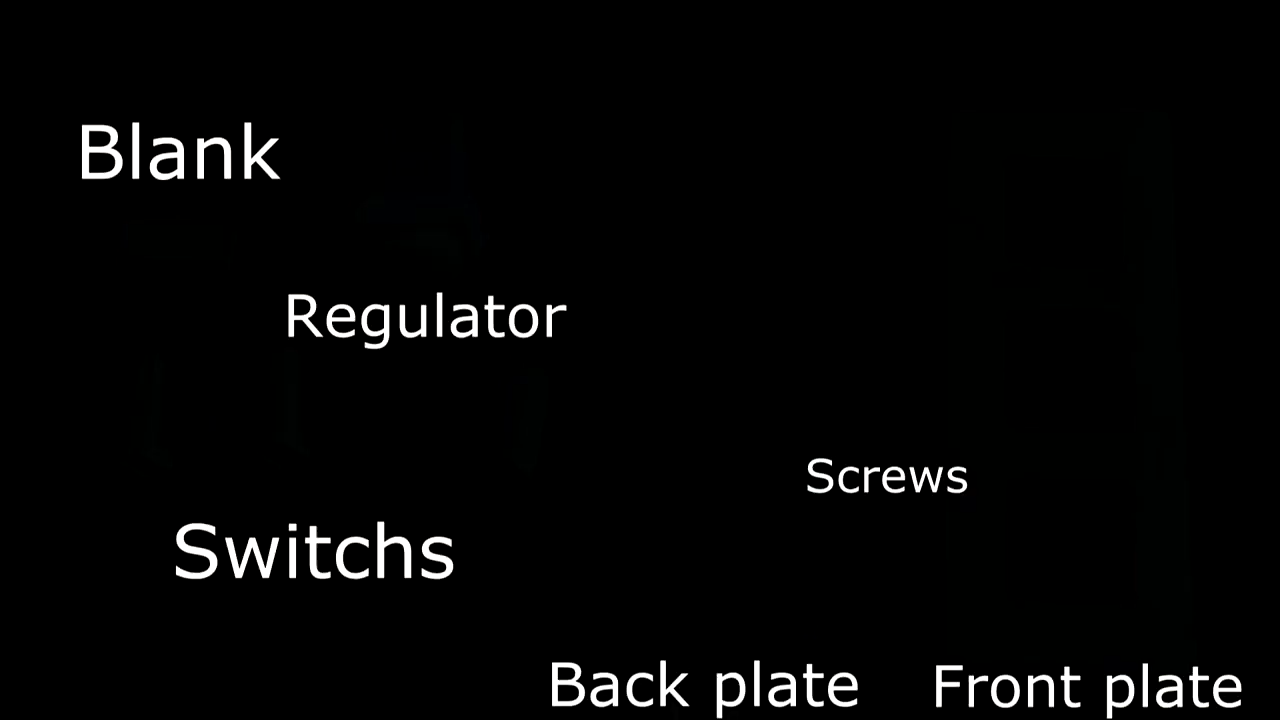 Blank
Regulator
Screws
Switchs
Back plate
Front plate